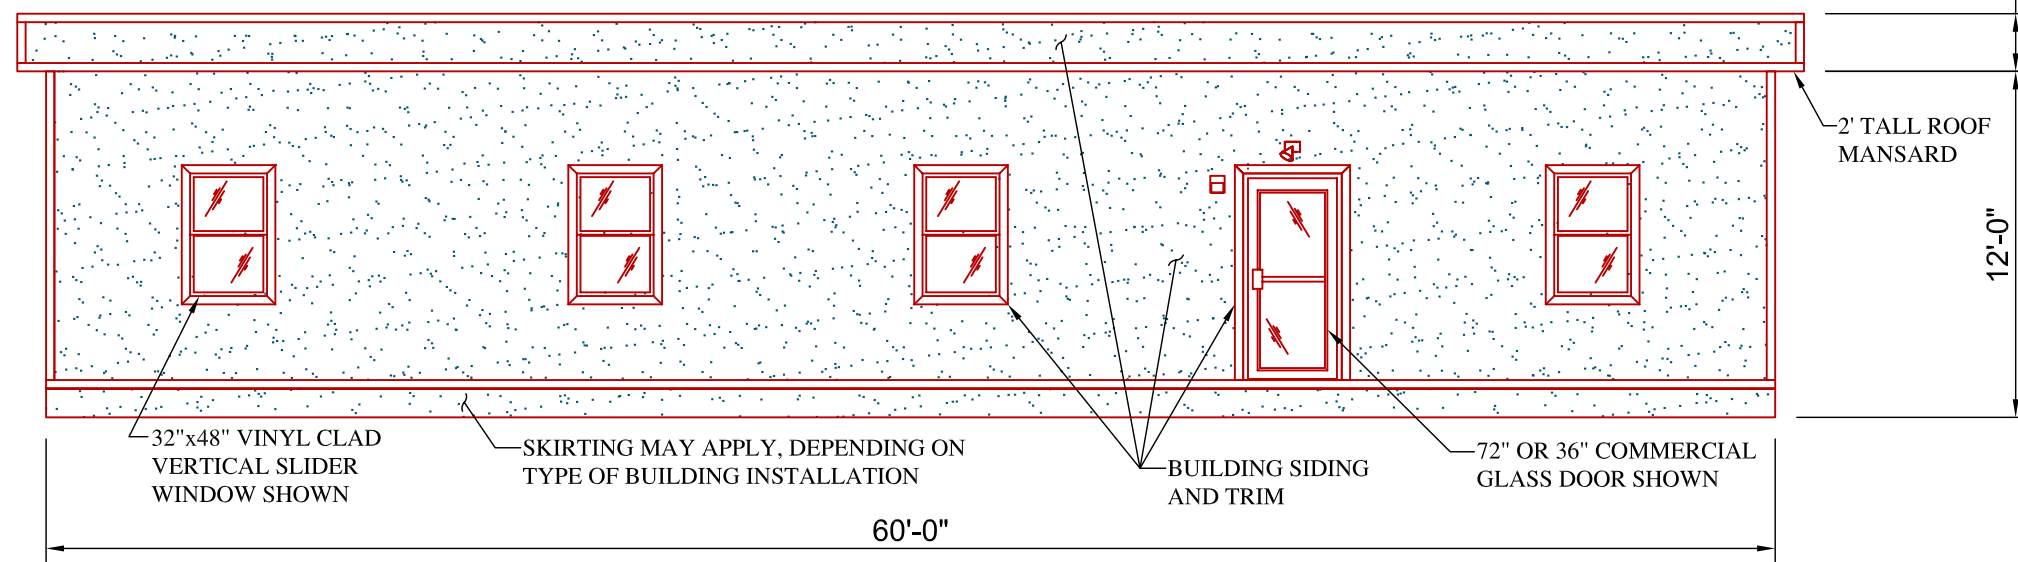 2' TALL ROOF
MANSARD
12'-0"
32"x48" VINYL CLAD
VERTICAL SLIDER
WINDOW SHOWN
SKIRTING MAY APPLY, DEPENDING ON
TYPE OF BUILDING INSTALLATION
BUILDING SIDING
AND TRIM
72" OR 36" COMMERCIAL
GLASS DOOR SHOWN
60'-0"